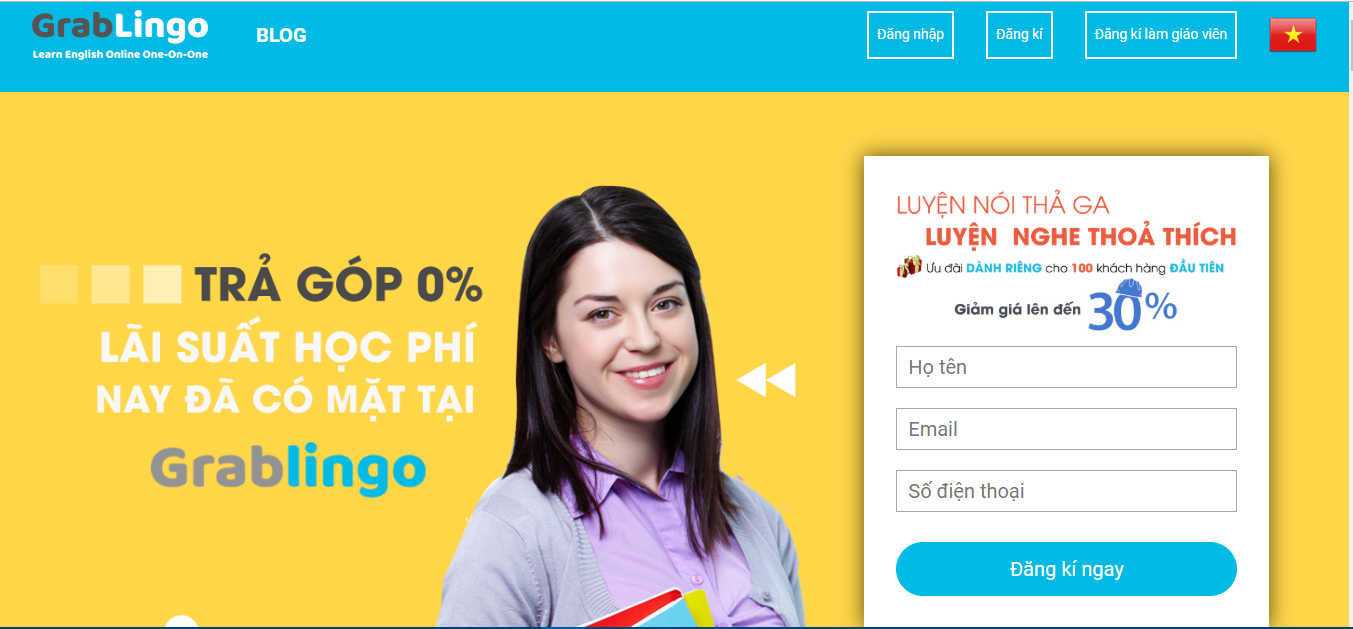 GrabLingo
Learn English Online One-On-One
BLOG
Đăng nhập
Đăng kí
Đăng kí làm giáo viên
TRẢ GÓP 0%
LÃI SUẤT HỌC PHÍ
NAY ĐÃ CÓ MẶT TẠI
Grablingo
LUYỆN NÓI THẢ GA
LUYỆN NGHE THOẢ THÍCH
Ưu đãi DÀNH RIÊNG cho 100 khách hàng ĐẦU TIÊN
Giảm giá lên đến 30%
Họ tên
Email
Số điện thoại
Đăng kí ngay